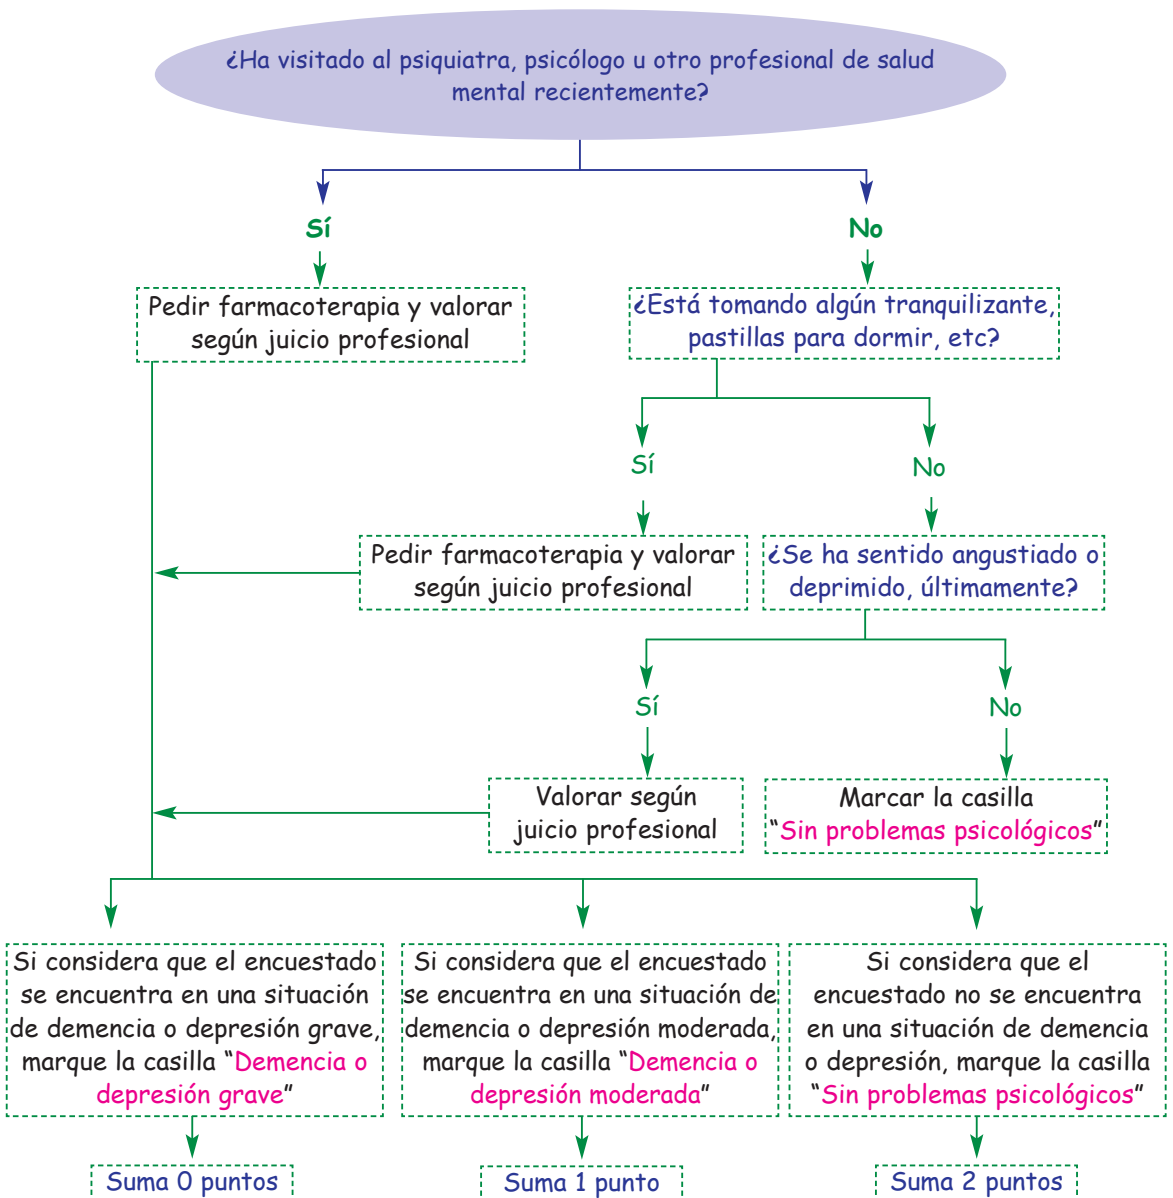 ¿Ha visitado al psiquiatra, psicólogo u otro profesional de salud
mental recientemente?
Sí
No
Pedir farmacoterapia y valorar
según juicio profesional
¿Está tomando algún tranquilizante,
pastillas para dormir, etc?
Sí
No
Pedir farmacoterapia y valorar
según juicio profesional
¿Se ha sentido angustiado o
deprimido, últimamente?
Sí
No
Valorar según
juicio profesional
Marcar la casilla
"Sin problemas psicológicos"
Si considera que el encuestado
se encuentra en una situación
de demencia o depresión grave,
marque la casilla "Demencia o
depresión grave"
Si considera que el encuestado
se encuentra en una situación de
demencia o depresión moderada,
marque la casilla "Demencia o
depresión moderada"
Si considera que el
encuestado no se encuentra
en una situación de demencia
o depresión, marque la casilla
"Sin problemas psicológicos"
Suma 0 puntos
Suma 1 punto
Suma 2 puntos